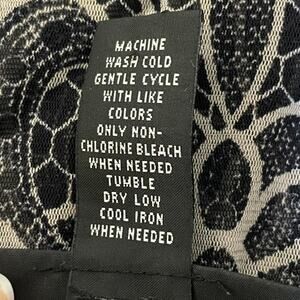 MACHINE
WASH COLD
GENTLE CYCLE
WITH LIKE
COLORS
ONLY NON-
CHLORINE BLEACH
WHEN NEEDED
TUMBLE
DRY LOW
COOL IRON
WHEN NEEDED